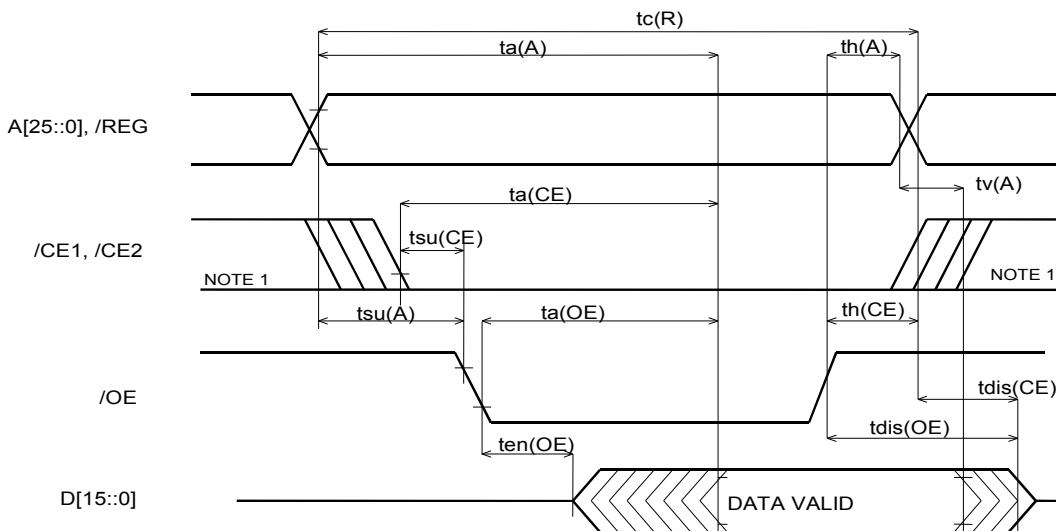 tc(R)
ta(A)
th(A)
A[25::0], /REG
tv(A)
ta(CE)
tsu(CE)
/CE1, /CE2
NOTE 1
NOTE 1
tsu(A)
ta(OE)
th(CE)
/OE
tdis(CE)
tdis(OE)
ten(OE)
D[15::0]
DATA VALID